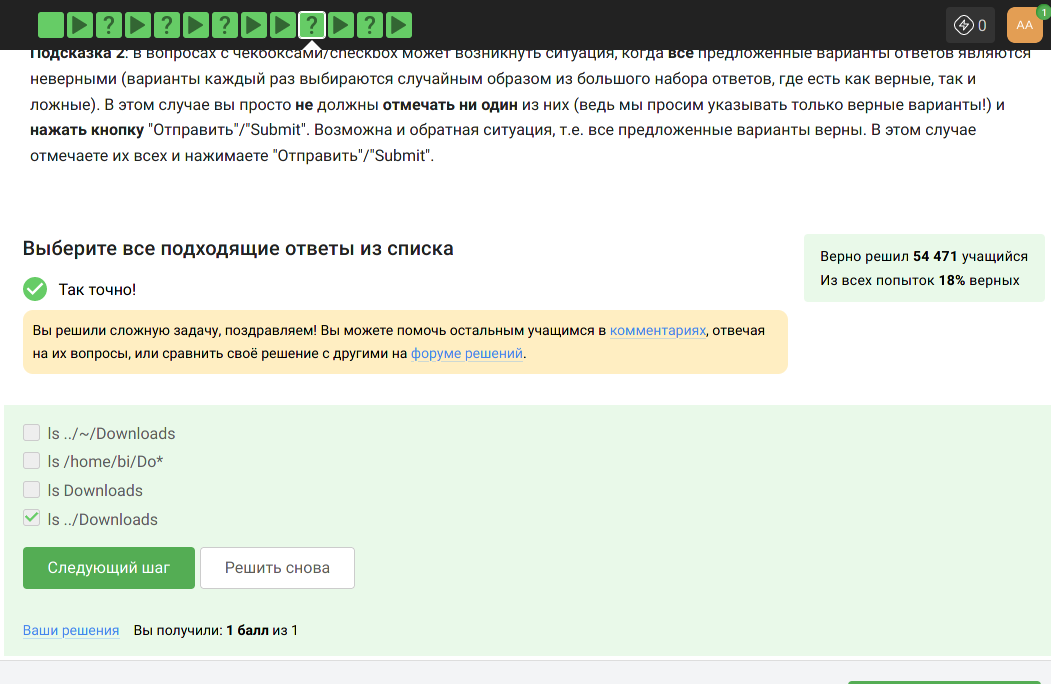 0
AA
1
Подсказка 2: в вопросах с чекбоксами/checkbox может возникнуть ситуация, когда все предложенные варианты ответов являются
неверными (варианты каждый раз выбираются случайным образом из большого набора ответов, где есть как верные, так и
ложные). В этом случае вы просто не должны отмечать ни один из них (ведь мы просим указывать только верные варианты!) и
нажать кнопку "Отправить"/"Submit". Возможна и обратная ситуация, т.е. все предложенные варианты верны. В этом случае
отмечаете их всех и нажимаете "Отправить"/"Submit".
Выберите все подходящие ответы из списка
Верно решил 54 471 учащийся
Из всех попыток 18% верных
Так точно!
Вы решили сложную задачу, поздравляем! Вы можете помочь остальным учащимся в комментариях, отвечая
на их вопросы, или сравнить своё решение с другими на форуме решений.
ls ../~/Downloads
ls /home/bi/Do*
ls Downloads
ls ../Downloads
Следующий шаг
Решить снова
Ваши решения Вы получили: 1 балл из 1